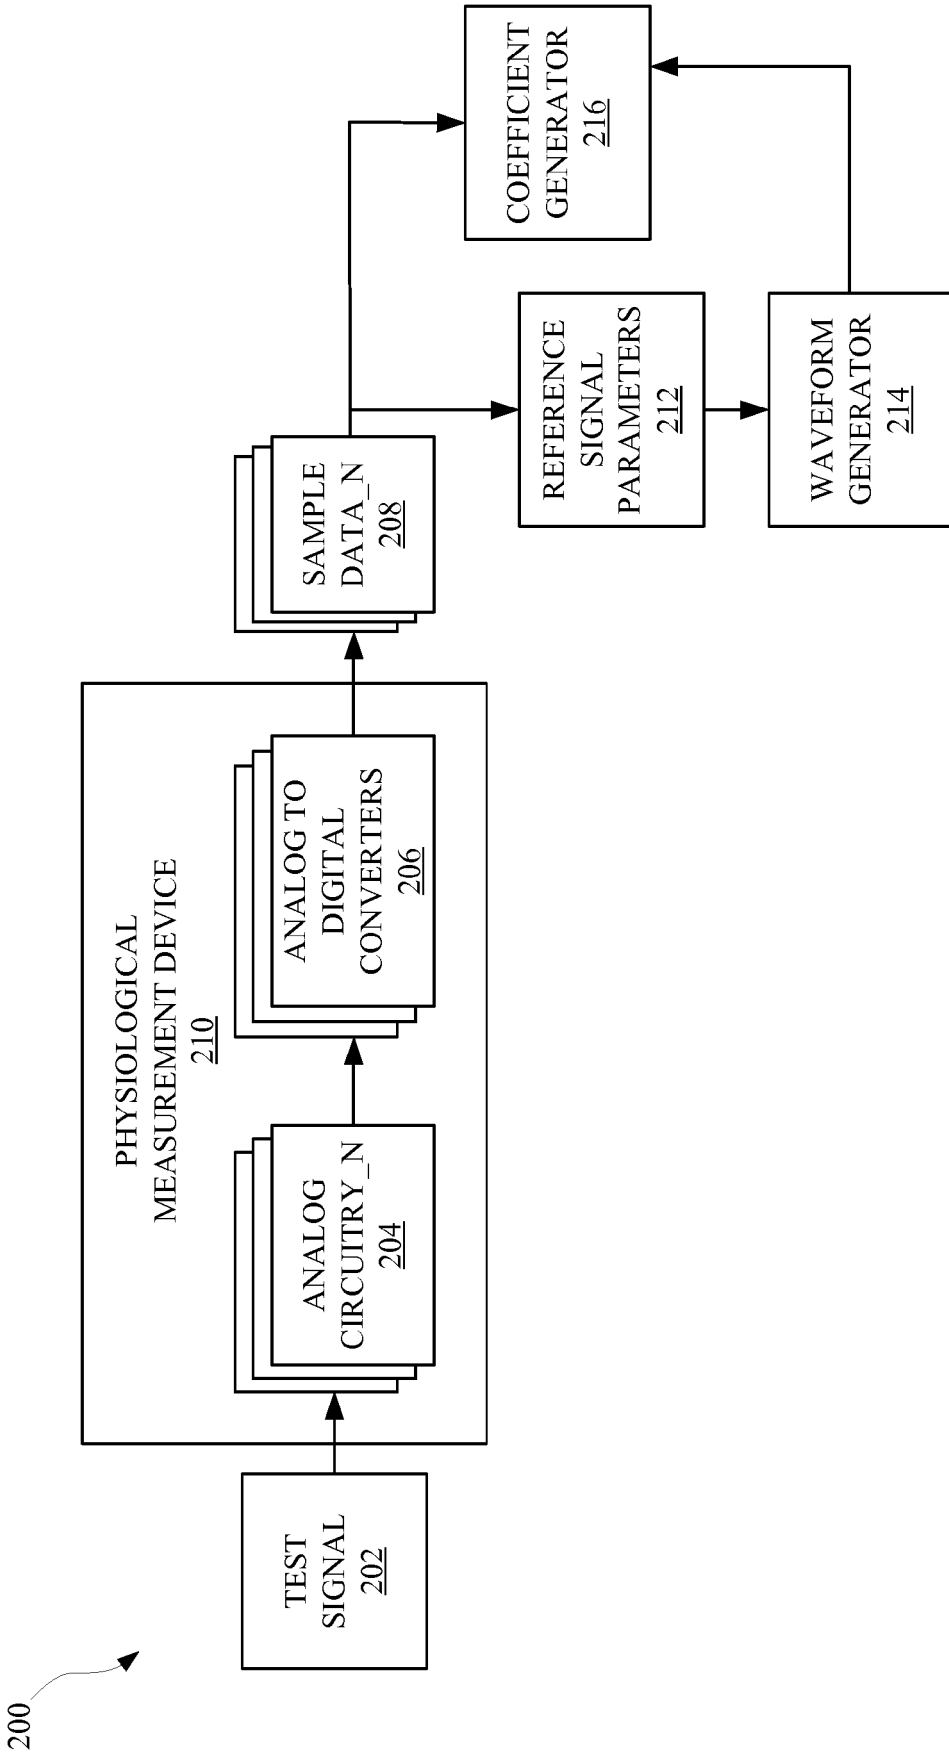 200
TEST
SIGNAL
202
PHYSIOLOGICAL
MEASUREMENT DEVICE
210
ANALOG
CIRCUITRY_N
204
ANALOG TO
DIGITAL
CONVERTERS
206
SAMPLE
DATA_N
208
REFERENCE
SIGNAL
PARAMETERS
212
WAVEFORM
GENERATOR
214
COEFFICIENT
GENERATOR
216